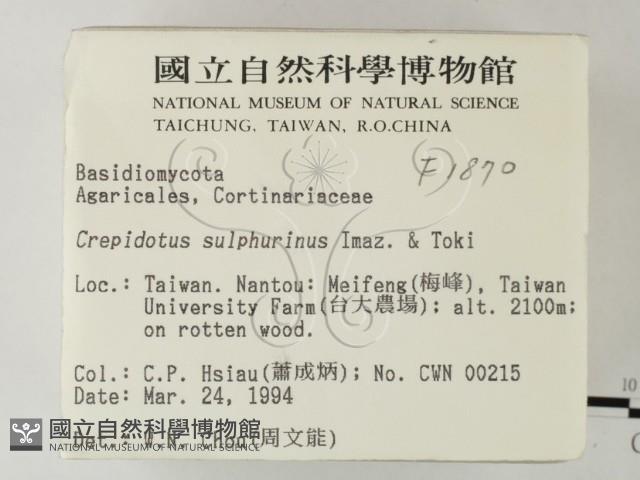 國立自然科學博物館
NATIONAL MUSEUM OF NATURAL SCIENCE
TAICHUNG, TAIWAN, R.O.CHINA
F1870
Basidiomycota
Agaricales, Cortinariaceae
Crepidotus sulphurinus Imaz. & Toki
Loc.: Taiwan. Nantou: Meifeng(梅峰), Taiwan
University Farm(台大農場); alt. 2100m;
on rotten wood.
Col.: C.P. Hsiau(蕭成炳); No. CWN 00215
Date: Mar. 24, 1994
Det.: W.N. Chou(周文能)
國立自然科學博物館
NATIONAL MUSEUM OF NATURAL SCIENCE
10